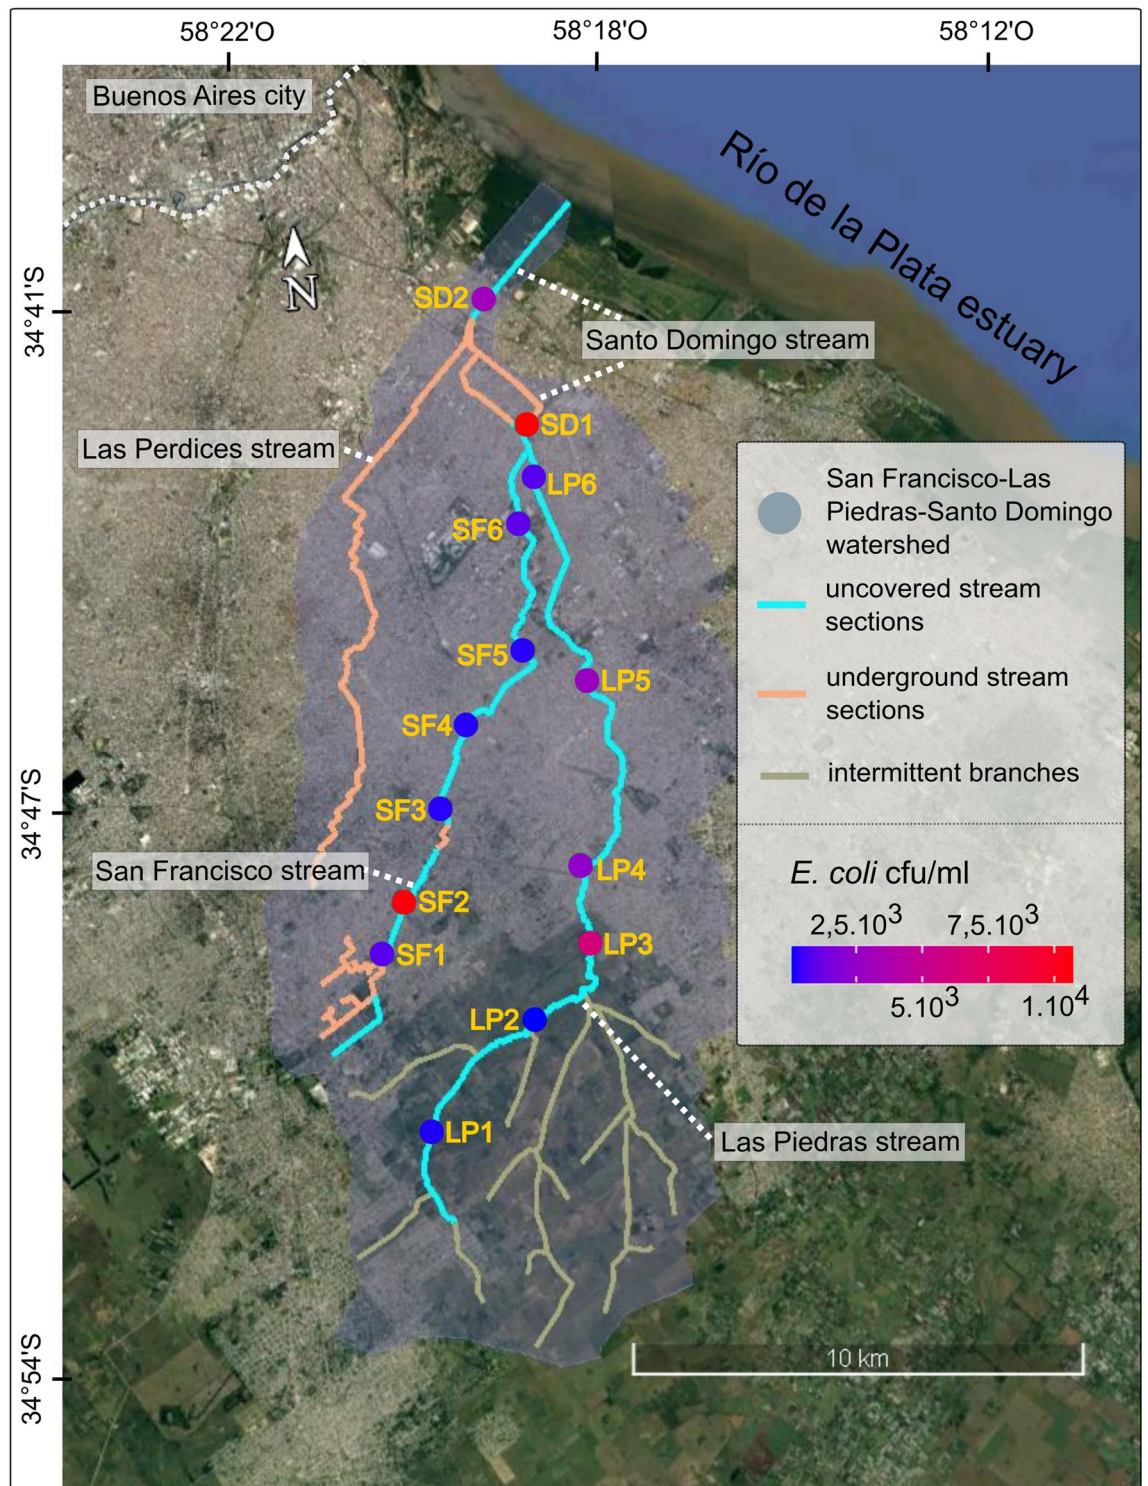 58°22'O
58°18'O
58°12'O
Buenos Aires city
Río de la Plata estuary
N
34°41'S
SD2
Santo Domingo stream
SD1
Las Perdices stream
LP6
SF6
SF5
LP5
SF4
34°47'S
SF3
San Francisco stream
LP4
SF2
SF1
LP3
LP2
LP1
Las Piedras stream
34°54'S
10 km
San Francisco-Las
Piedras-Santo Domingo
watershed
uncovered stream
sections
underground stream
sections
intermittent branches
E. coli cfu/ml
2,5.10³ 7,5.10³
5.10³ 1.10⁴